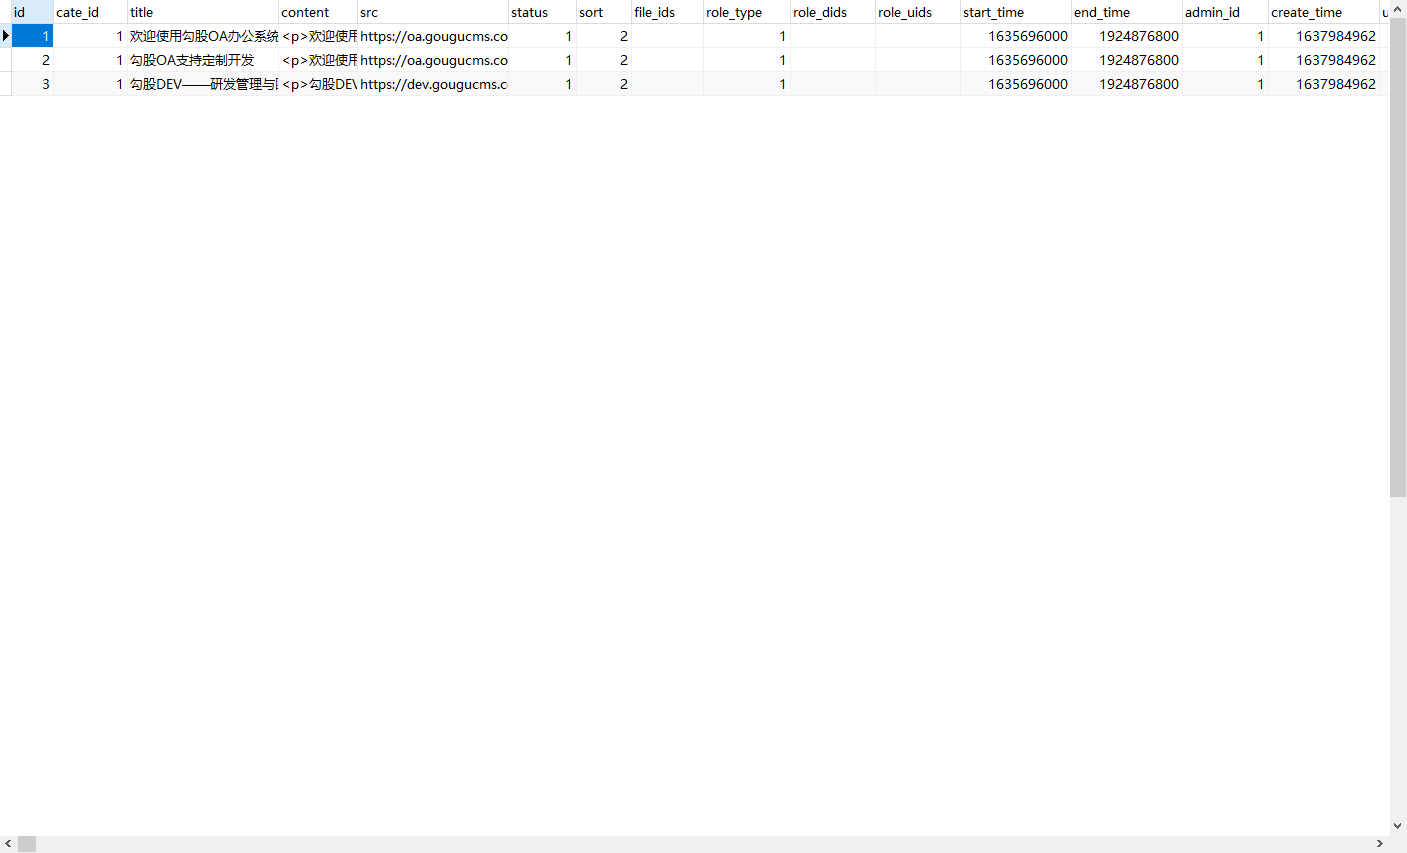 id cate_id title content src status sort file_ids role_type role_dids role_uids start_time end_time admin_id create_time u
1 1 欢迎使用勾股OA办公系统 <p>欢迎使用 https://oa.gougucms.co 1 2 1 1635696000 1924876800 1 1637984962
2 1 勾股OA支持定制开发 <p>欢迎使用 https://oa.gougucms.co 1 2 1 1635696000 1924876800 1 1637984962
3 1 勾股DEV——研发管理与 <p>勾股DEV https://dev.gougucms.c 1 2 1 1635696000 1924876800 1 1637984962